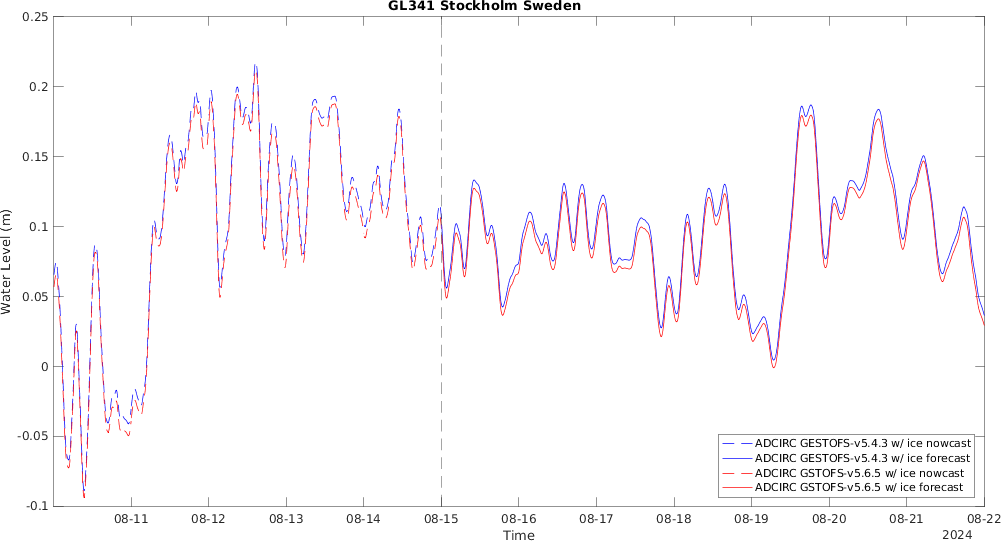 GL341 Stockholm Sweden
0.25
0.2
0.15
0.1
0.05
0
-0.05
-0.1
Water Level (m)
ADCIRC GESTOFS-v5.4.3 w/ ice nowcast
ADCIRC GESTOFS-v5.4.3 w/ ice forecast
ADCIRC GSTOFS-v5.6.5 w/ ice nowcast
ADCIRC GSTOFS-v5.6.5 w/ ice forecast
08-11 08-12 08-13 08-14 08-15 08-16 08-17 08-18 08-19 08-20 08-21 08-22
Time
2024